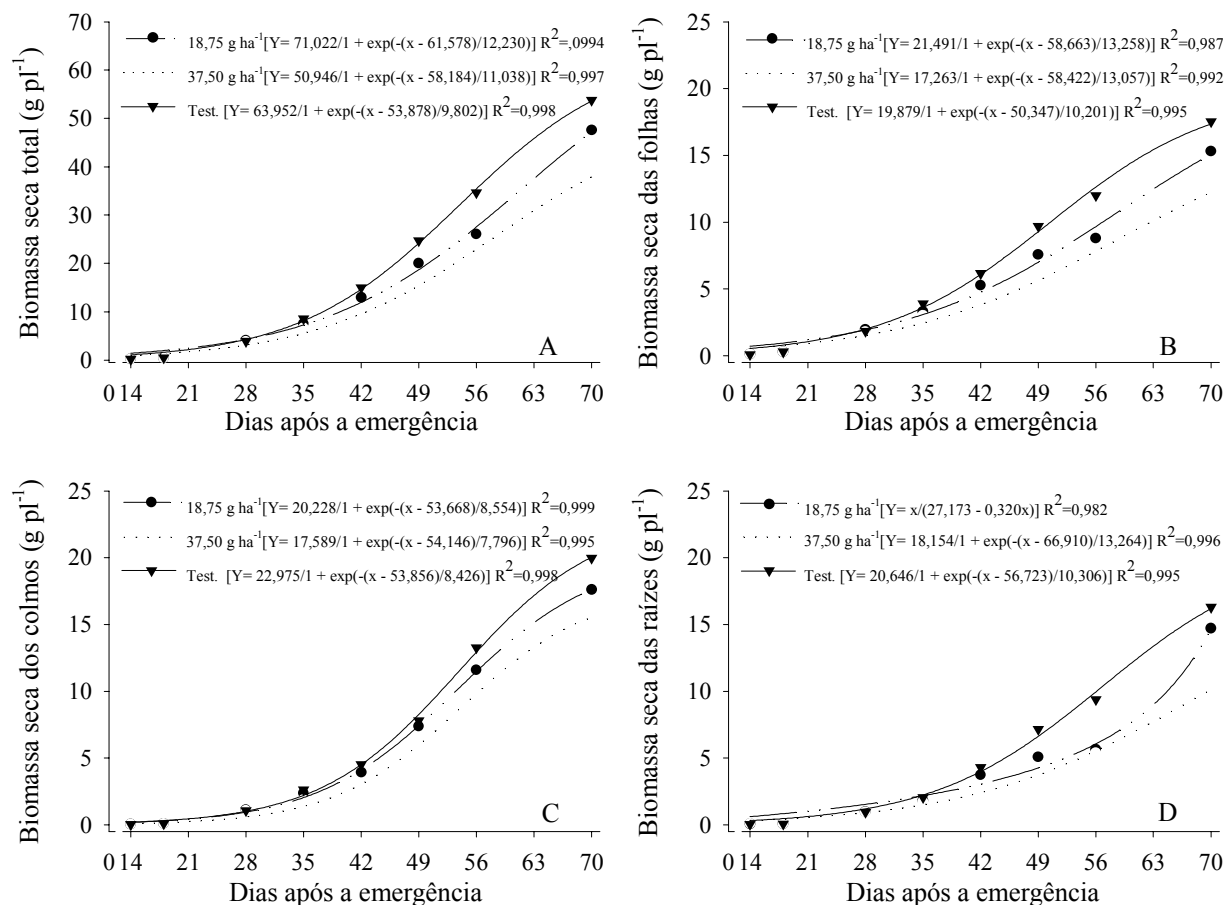 Biomassa seca total (g pl⁻¹)
70
60
50
40
30
20
10
0
18,75 g ha⁻¹[Y= 71,022/1 + exp(-(x - 61,578)/12,230)] R²=,0994
37,50 g ha⁻¹[Y= 50,946/1 + exp(-(x - 58,184)/11,038)] R²=0,997
Test. [Y= 63,952/1 + exp(-(x - 53,878)/9,802)] R²=0,998
A
0 14 21 28 35 42 49 56 63 70
Dias após a emergência
Biomassa seca das folhas (g pl⁻¹)
25
20
15
10
5
0
18,75 g ha⁻¹[Y= 21,491/1 + exp(-(x - 58,663)/13,258)] R²=0,987
37,50 g ha⁻¹[Y= 17,263/1 + exp(-(x - 58,422)/13,057)] R²=0,992
Test. [Y= 19,879/1 + exp(-(x - 50,347)/10,201)] R²=0,995
B
0 14 21 28 35 42 49 56 63 70
Dias após a emergência
Biomassa seca dos colmos (g pl⁻¹)
25
20
15
10
5
0
18,75 g ha⁻¹[Y= 20,228/1 + exp(-(x - 53,668)/8,554)] R²=0,999
37,50 g ha⁻¹[Y= 17,589/1 + exp(-(x - 54,146)/7,796)] R²=0,995
Test. [Y= 22,975/1 + exp(-(x - 53,856)/8,426)] R²=0,998
C
0 14 21 28 35 42 49 56 63 70
Dias após a emergência
Biomassa seca das raízes (g pl⁻¹)
25
20
15
10
5
0
18,75 g ha⁻¹[Y= x/(27,173 - 0,320x)] R²=0,982
37,50 g ha⁻¹[Y= 18,154/1 + exp(-(x - 66,910)/13,264)] R²=0,996
Test. [Y= 20,646/1 + exp(-(x - 56,723)/10,306)] R²=0,995
D
0 14 21 28 35 42 49 56 63 70
Dias após a emergência